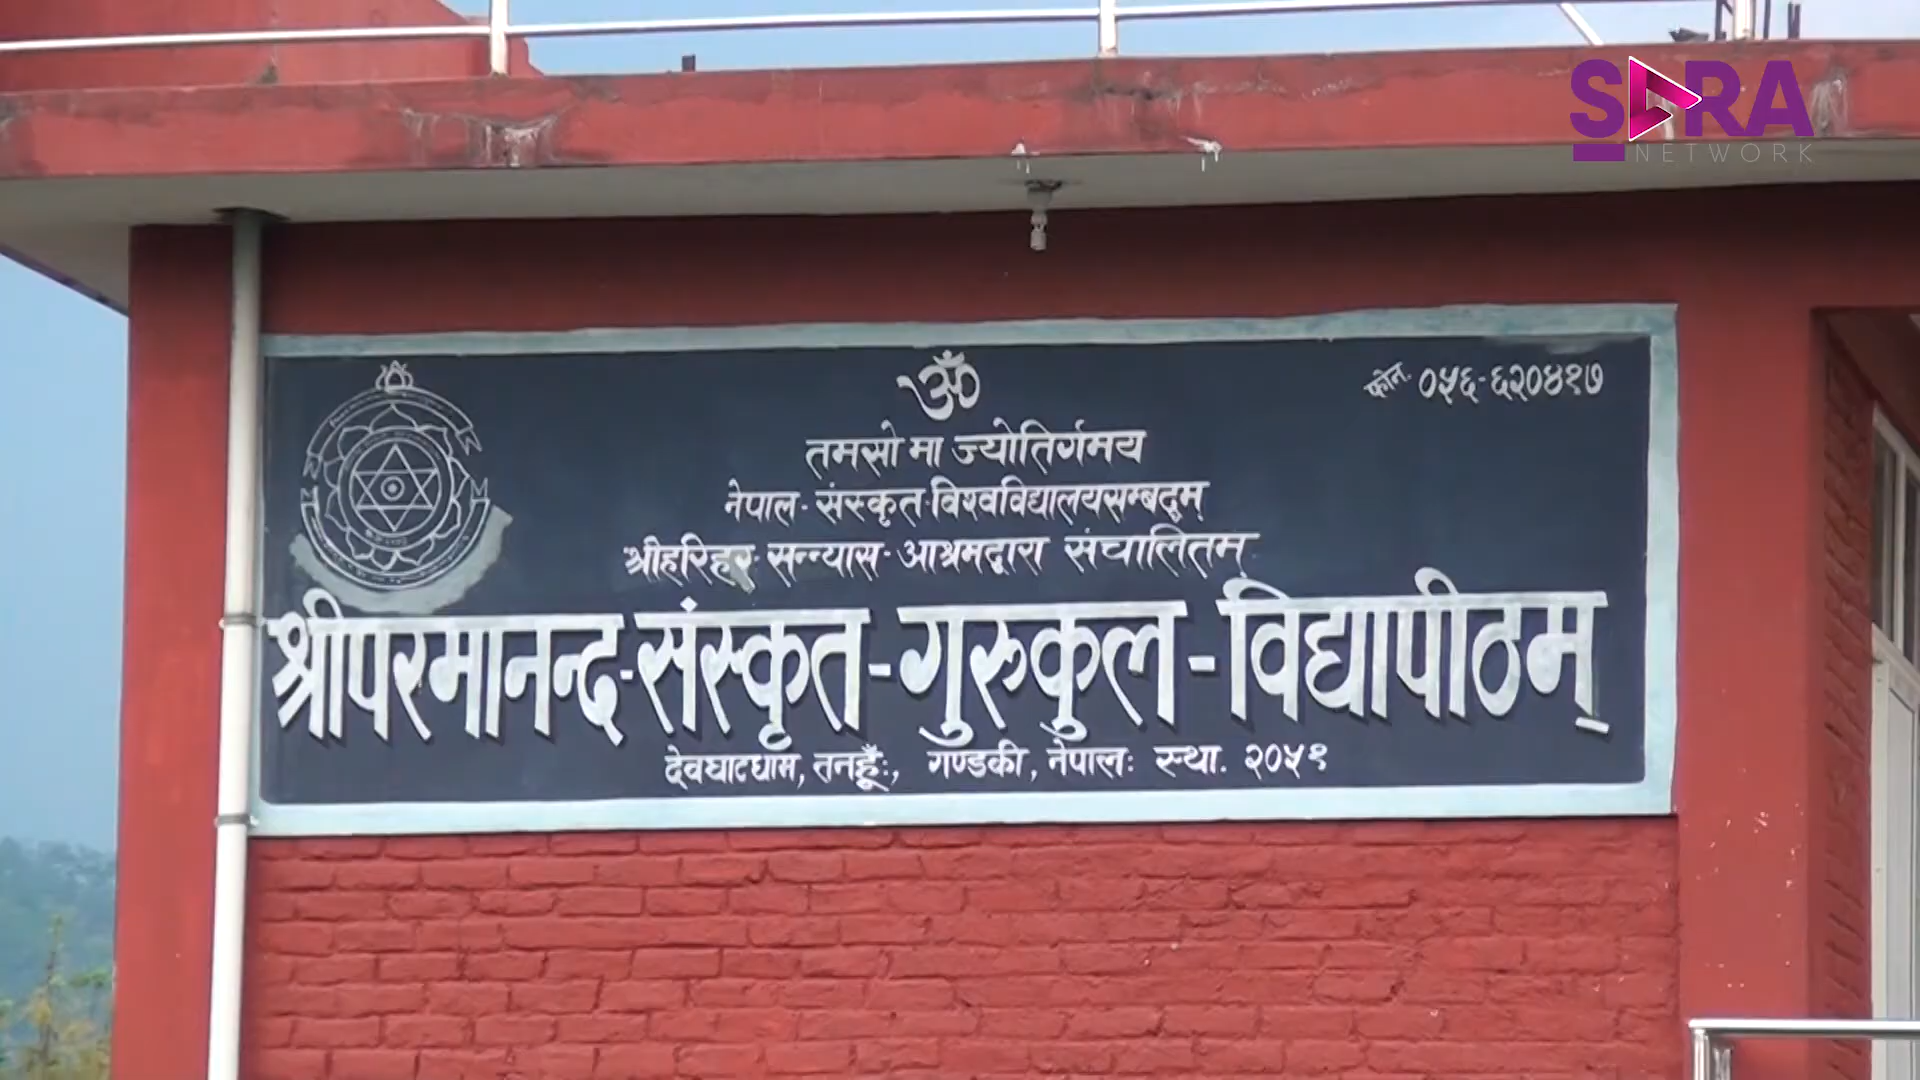 SARA
NETWORK
ॐ
फोन. ०५६-६२०४१७
तमसो मा ज्योतिर्गमय
नेपाल-संस्कृत-विश्वविद्यालयसम्बद्धम्
श्रीहरिहर-सन्न्यास-आश्रमद्वारा संचालितम्
श्रीपरमानन्द-संस्कृत-गुरुकुल-विद्यापीठम्
देवघाटधाम, तनहूँः, गण्डकी, नेपालः स्था. २०५१